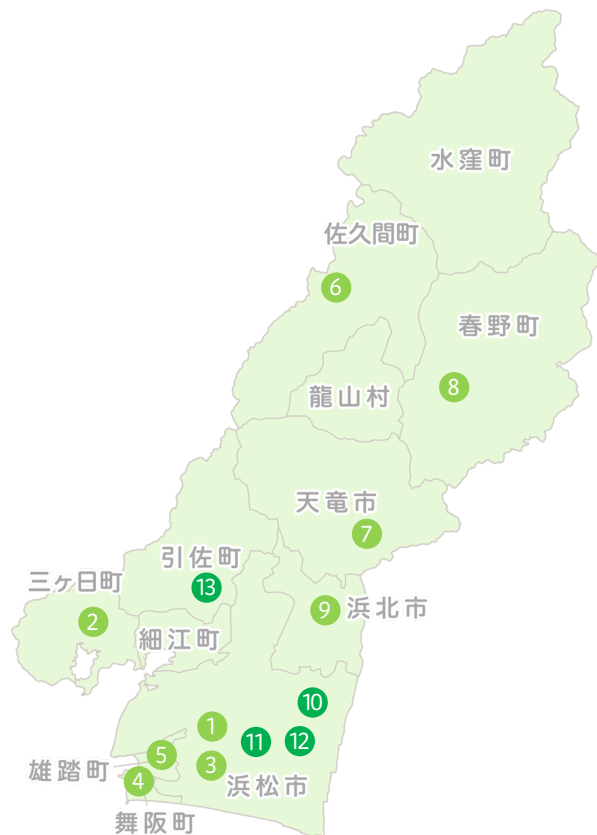 水窪町
佐久間町
6
春野町
8
龍山村
天竜市
7
引佐町
13
三ヶ日町
2
9
浜北市
細江町
10
1
11
12
5
3
雄踏町
4
浜松市
舞阪町